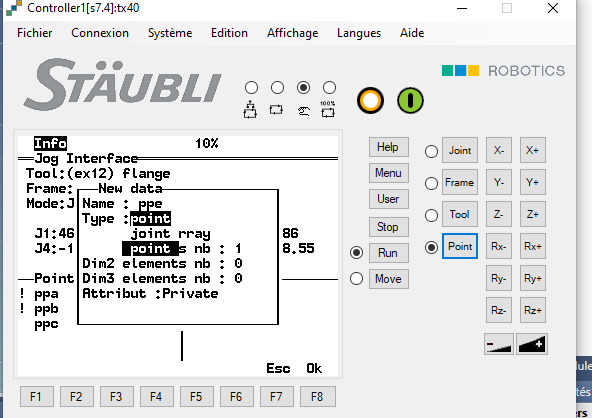 Controller1[s7.4]:tx40
Fichier Connexion Système Edition Affichage Langues Aide
STÄUBLI
ROBOTICS
100%
Info 10%
Jog Interface
Tool:(ex12) flange
Frame: New data
Mode:J Name : ppe
Type :point
J1:46 joint rray 86
J4:-1 point s nb : 1 8.55
Dim2 elements nb : 0
Point Dim3 elements nb : 0
! ppa Attribut :Private
! ppb
ppc
Esc Ok
F1 F2 F3 F4 F5 F6 F7 F8
Help
Menu
User
Stop
Run
Move
Joint X- X+
Frame Y- Y+
Tool Z- Z+
Point Rx- Rx+
Ry- Ry+
Rz- Rz+
- +
dule
tés
ers